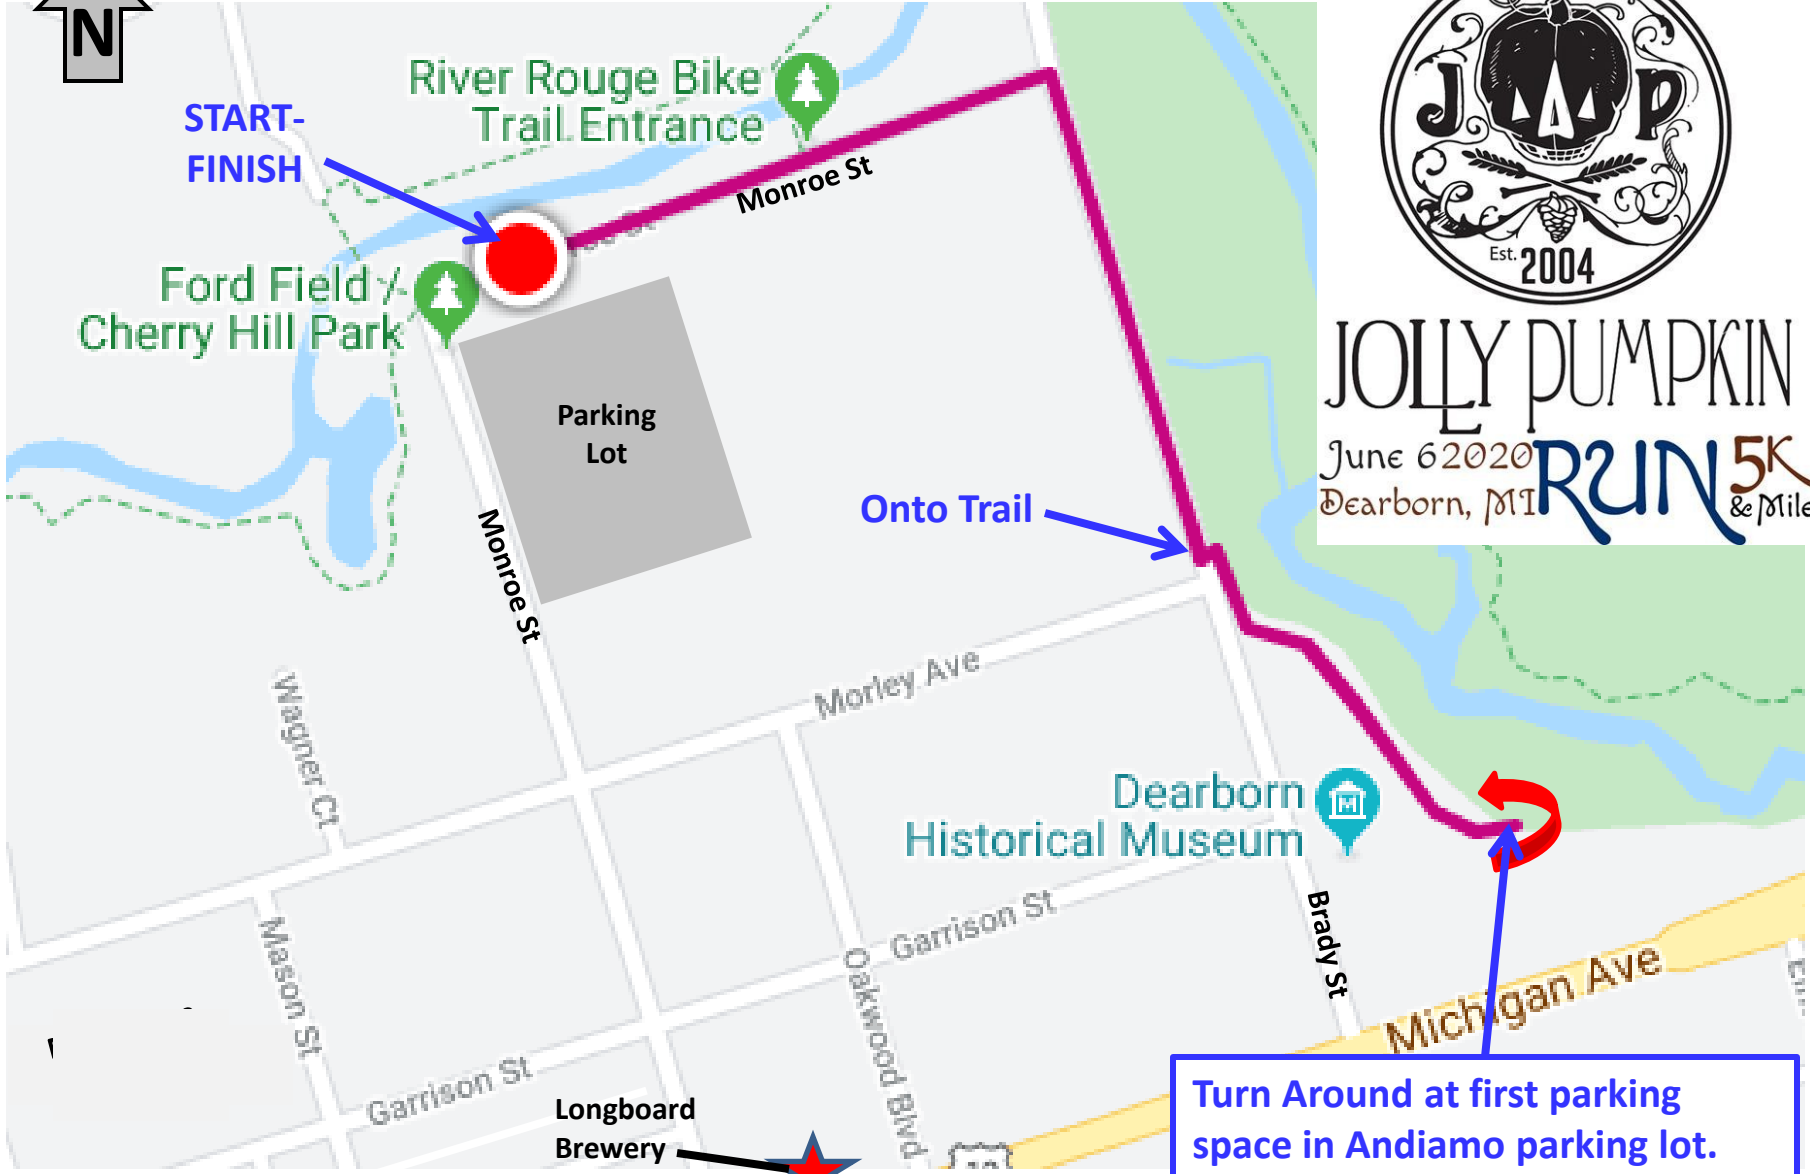 N
River Rouge Bike
Trail Entrance
START-
FINISH
Monroe St
Ford Field /
Cherry Hill Park
Parking
Lot
J P
Est. 2004
JOLLY PUMPKIN
June 6 2020
Dearborn, MI
RUN
5K
& Mile
Onto Trail
Monroe St
Morley Ave
Wagner Ct
Dearborn
Historical Museum
Mason St
Garrison St
Oakwood Blvd
Brady St
Michigan Ave
Garrison St
Longboard
Brewery
Turn Around at first parking
space in Andiamo parking lot.